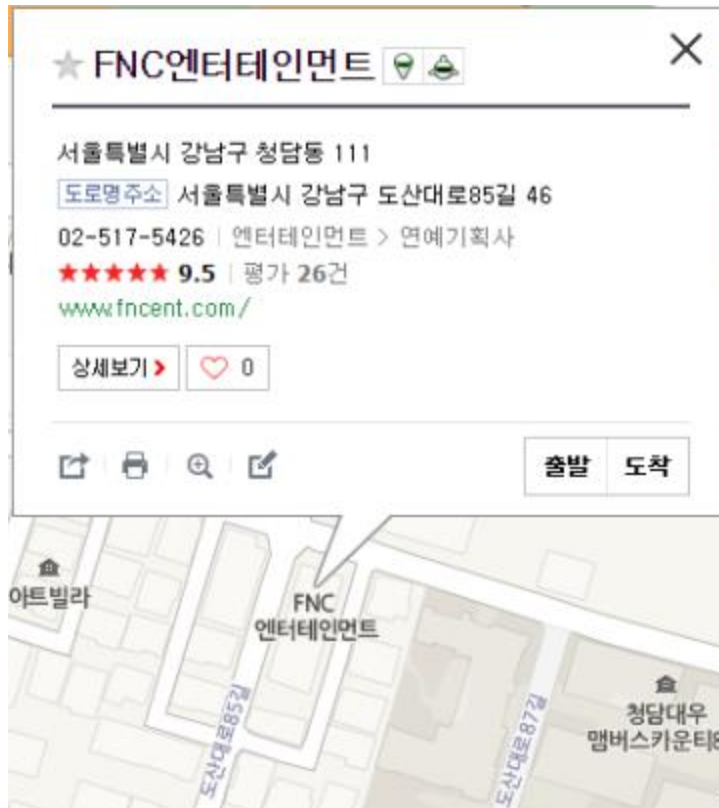 FNC엔터테인먼트
서울특별시 강남구 청담동 111
도로명주소 서울특별시 강남구 도산대로85길 46
02-517-5426 엔터테인먼트 > 연예기획사
9.5 평가 26건
www.fncent.com/
상세보기 0
출발 도착
아트빌라
FNC
엔터테인먼트
청담대우
맴버스카운티8
도산대로85길
도산대로87길